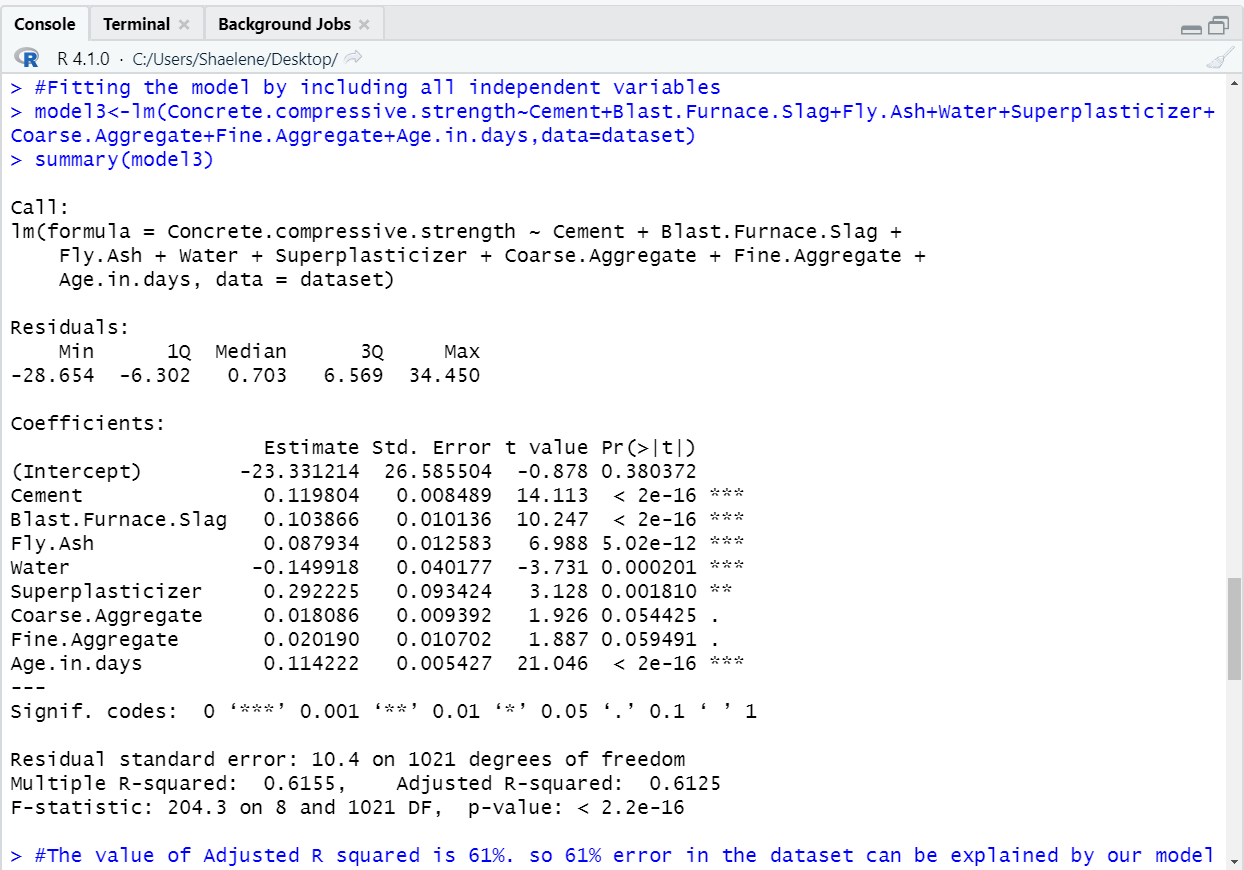 Console Terminal × Background Jobs ×
R R 4.1.0 · C:/Users/Shaelene/Desktop/
> #Fitting the model by including all independent variables
> model3<-lm(Concrete.compressive.strength~Cement+Blast.Furnace.Slag+Fly.Ash+Water+Superplasticizer+
Coarse.Aggregate+Fine.Aggregate+Age.in.days,data=dataset)
> summary(model3)

Call:
lm(formula = Concrete.compressive.strength ~ Cement + Blast.Furnace.Slag +
    Fly.Ash + Water + Superplasticizer + Coarse.Aggregate + Fine.Aggregate +
    Age.in.days, data = dataset)

Residuals:
    Min      1Q  Median      3Q     Max
-28.654  -6.302   0.703   6.569  34.450

Coefficients:
                     Estimate Std. Error t value Pr(>|t|)
(Intercept)        -23.331214  26.585504  -0.878 0.380372
Cement               0.119804   0.008489  14.113  < 2e-16 ***
Blast.Furnace.Slag   0.103866   0.010136  10.247  < 2e-16 ***
Fly.Ash              0.087934   0.012583   6.988 5.02e-12 ***
Water               -0.149918   0.040177  -3.731 0.000201 ***
Superplasticizer     0.292225   0.093424   3.128 0.001810 **
Coarse.Aggregate     0.018086   0.009392   1.926 0.054425 .
Fine.Aggregate       0.020190   0.010702   1.887 0.059491 .
Age.in.days          0.114222   0.005427  21.046  < 2e-16 ***
---
Signif. codes:  0 ‘***’ 0.001 ‘**’ 0.01 ‘*’ 0.05 ‘.’ 0.1 ‘ ’ 1

Residual standard error: 10.4 on 1021 degrees of freedom
Multiple R-squared:  0.6155,    Adjusted R-squared:  0.6125
F-statistic: 204.3 on 8 and 1021 DF,  p-value: < 2.2e-16

> #The value of Adjusted R squared is 61%. so 61% error in the dataset can be explained by our model